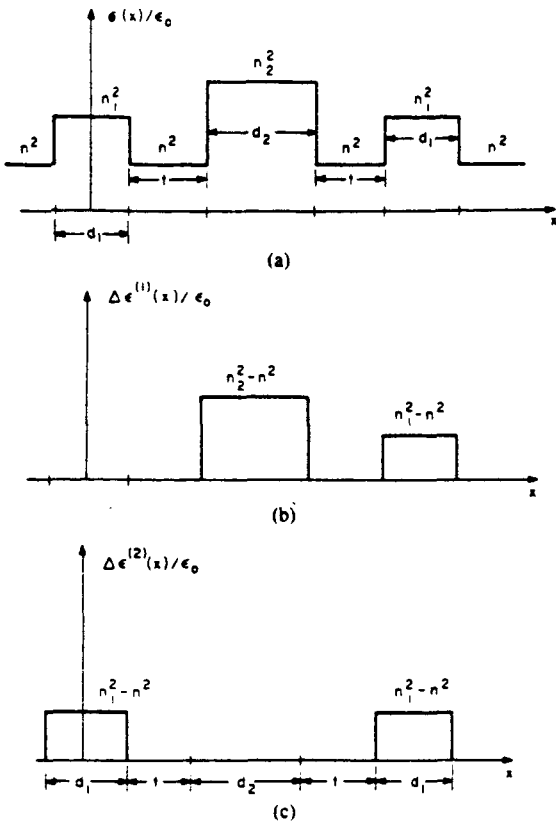 ϵ(x)/ϵ₀
n₂²
n₁² n₁²
n² n² d₂ n² d₁ n²
t t
x
d₁
(a)
Δϵ⁽¹⁾(x)/ϵ₀
n₂²-n²
n₁²-n²
x
(b)
Δϵ⁽²⁾(x)/ϵ₀
n₁²-n² n₁²-n²
x
d₁ t d₂ t d₁
(c)